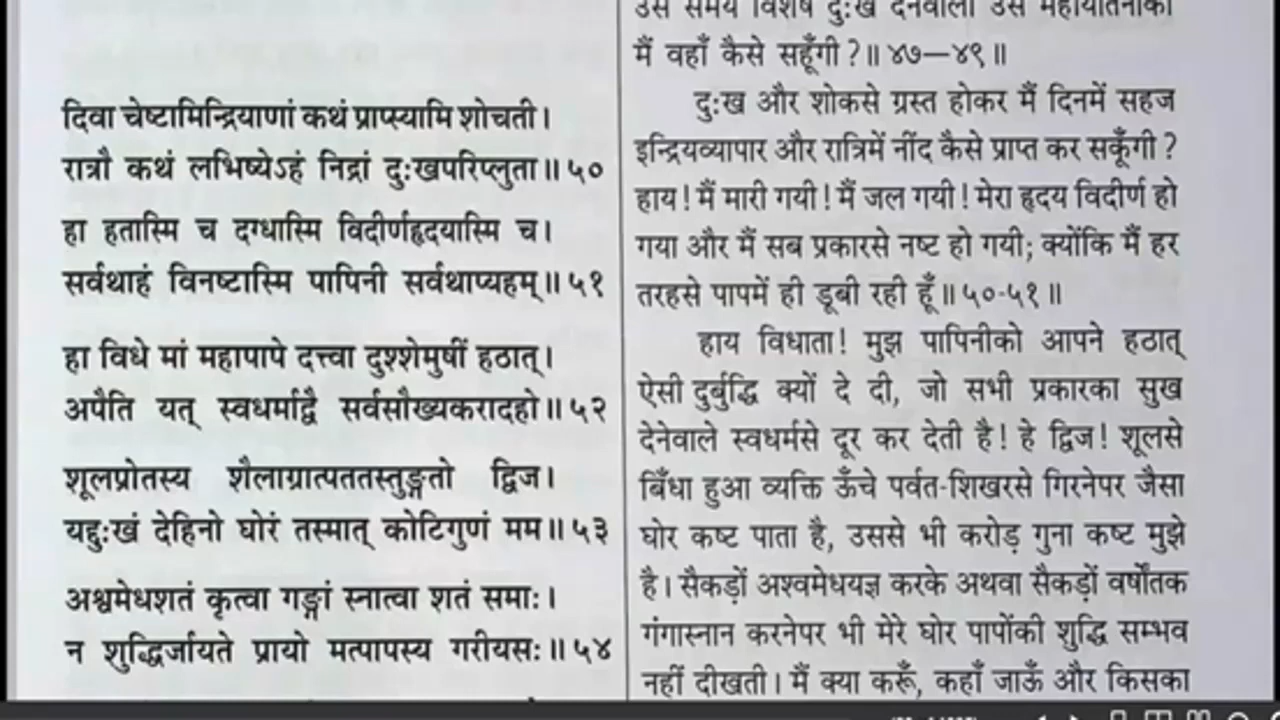 दिवा चेष्टामिन्द्रियाणां कथं प्राप्स्यामि शोचती।
रात्रौ कथं लभिष्येऽहं निद्रां दुःखपरिप्लुता॥ ५०
हा हतास्मि च दग्धास्मि विदीर्णहृदयास्मि च।
सर्वथाहं विनष्टास्मि पापिनी सर्वथाप्यहम्॥ ५१
हा विधे मां महापापे दत्त्वा दुश्शेमुषीं हठात्।
अपैति यत् स्वधर्माद्वै सर्वसौख्यकरादहो॥ ५२
शूलप्रोतस्य शैलाग्रात्पततस्तुङ्गतो द्विज।
यद्दुःखं देहिनो घोरं तस्मात् कोटिगुणं मम॥ ५३
अश्वमेधशतं कृत्वा गङ्गां स्नात्वा शतं समाः।
न शुद्धिर्जायते प्रायो मत्पापस्य गरीयसः॥ ५४
उस समय विशेष दुःख देनेवाली उस महायातनाको
मैं वहाँ कैसे सहूँगी?॥ ४७—४९॥
दुःख और शोकसे ग्रस्त होकर मैं दिनमें सहज
इन्द्रियव्यापार और रात्रिमें नींद कैसे प्राप्त कर सकूँगी?
हाय! मैं मारी गयी! मैं जल गयी! मेरा हृदय विदीर्ण हो
गया और मैं सब प्रकारसे नष्ट हो गयी; क्योंकि मैं हर
तरहसे पापमें ही डूबी रही हूँ॥ ५०-५१॥
हाय विधाता! मुझ पापिनीको आपने हठात्
ऐसी दुर्बुद्धि क्यों दे दी, जो सभी प्रकारका सुख
देनेवाले स्वधर्मसे दूर कर देती है! हे द्विज! शूलसे
बिँधा हुआ व्यक्ति ऊँचे पर्वत-शिखरसे गिरनेपर जैसा
घोर कष्ट पाता है, उससे भी करोड़ गुना कष्ट मुझे
है। सैकड़ों अश्वमेधयज्ञ करके अथवा सैकड़ों वर्षोंतक
गंगास्नान करनेपर भी मेरे घोर पापोंकी शुद्धि सम्भव
नहीं दीखती। मैं क्या करूँ, कहाँ जाऊँ और किसका